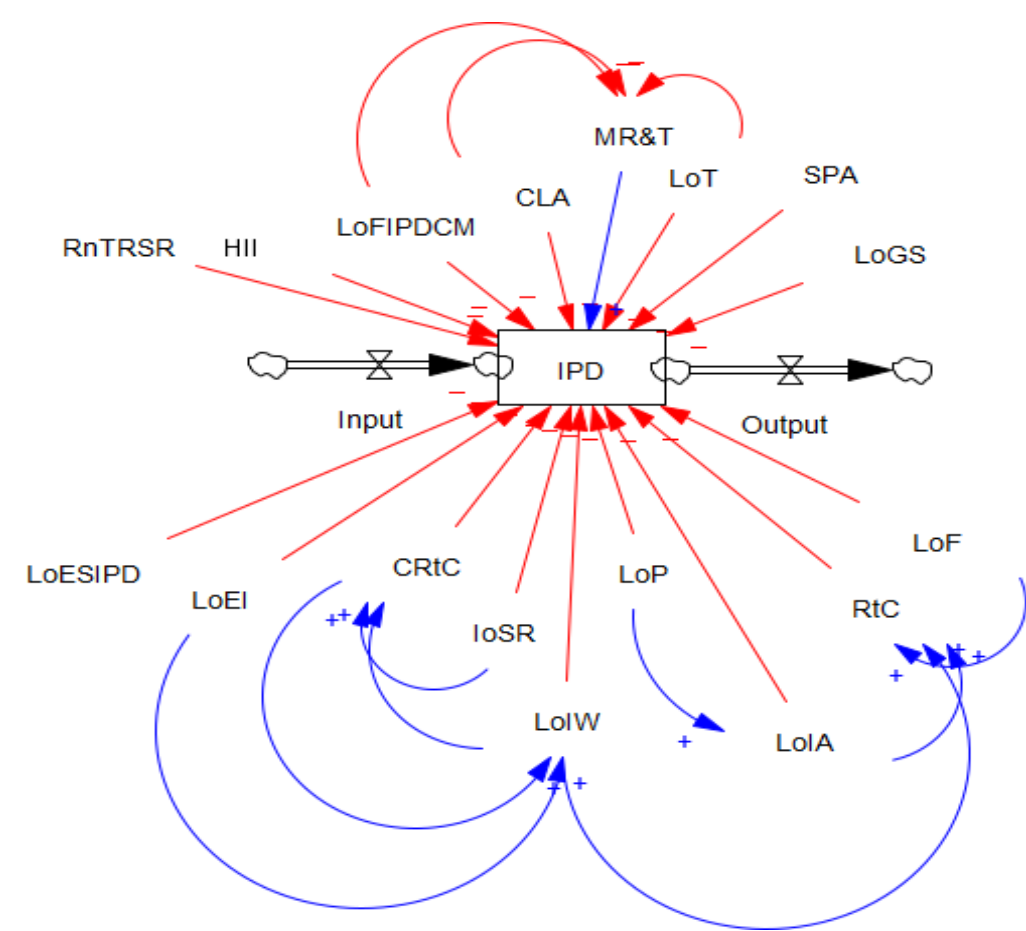 MR&T
LoT
SPA
CLA
LoFIPDCM
RnTRSR
HII
LoGS
IPD
Input
Output
LoESIPD
LoEI
CRtC
IoSR
LoIW
LoP
LoIA
RtC
LoF